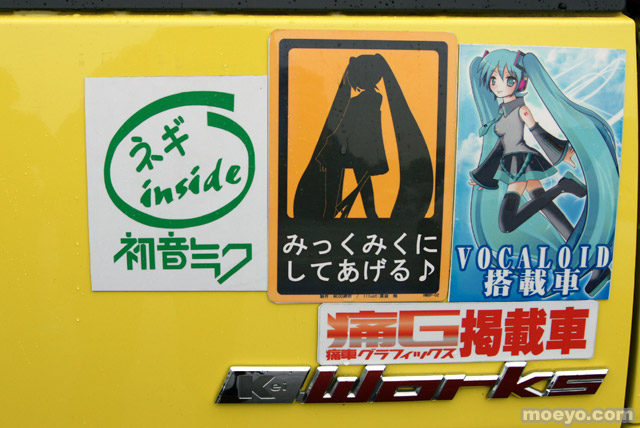 ネギ
inside
初音ミク
みっくみくに
してあげる♪
VOCALOID
搭載車
痛G
痛車グラフィックス
掲載車
Kei Works
moeyo.com